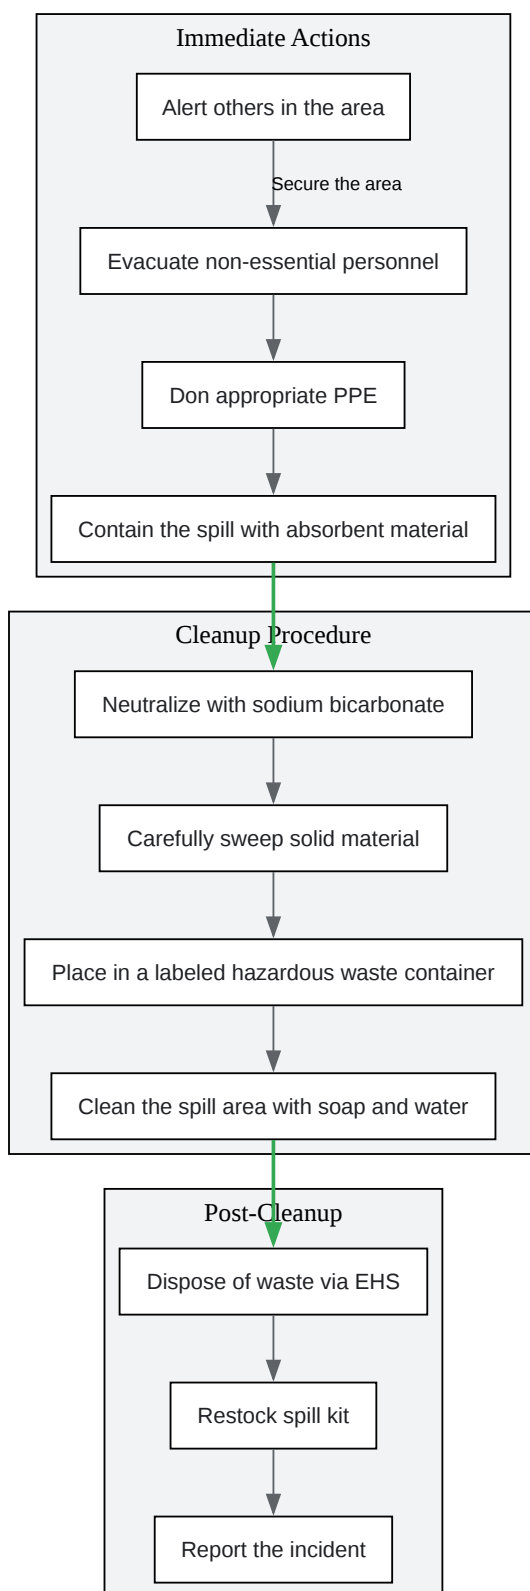 Immediate Actions
Alert others in the area
Secure the area
Evacuate non-essential personnel
Don appropriate PPE
Contain the spill with absorbent material
Cleanup Procedure
Neutralize with sodium bicarbonate
Carefully sweep solid material
Place in a labeled hazardous waste container
Clean the spill area with soap and water
Post-Cleanup
Dispose of waste via EHS
Restock spill kit
Report the incident